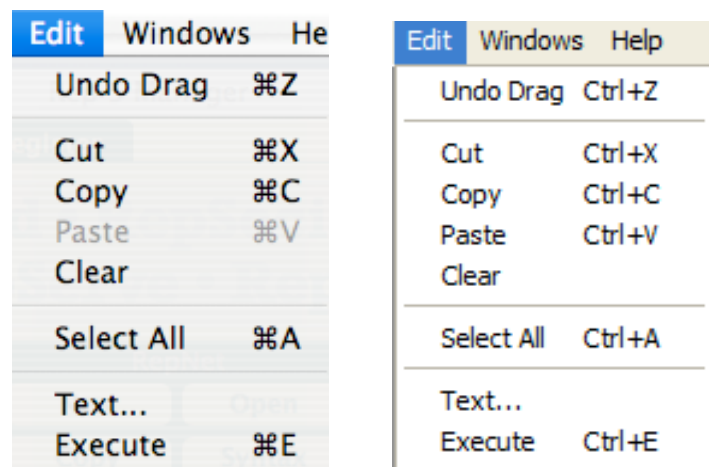 Edit Windows He
Undo Drag ⌘Z
Cut ⌘X
Copy ⌘C
Paste ⌘V
Clear
Select All ⌘A
Text...
Execute ⌘E
Edit Windows Help
Undo Drag Ctrl+Z
Cut Ctrl+X
Copy Ctrl+C
Paste Ctrl+V
Clear
Select All Ctrl+A
Text...
Execute Ctrl+E